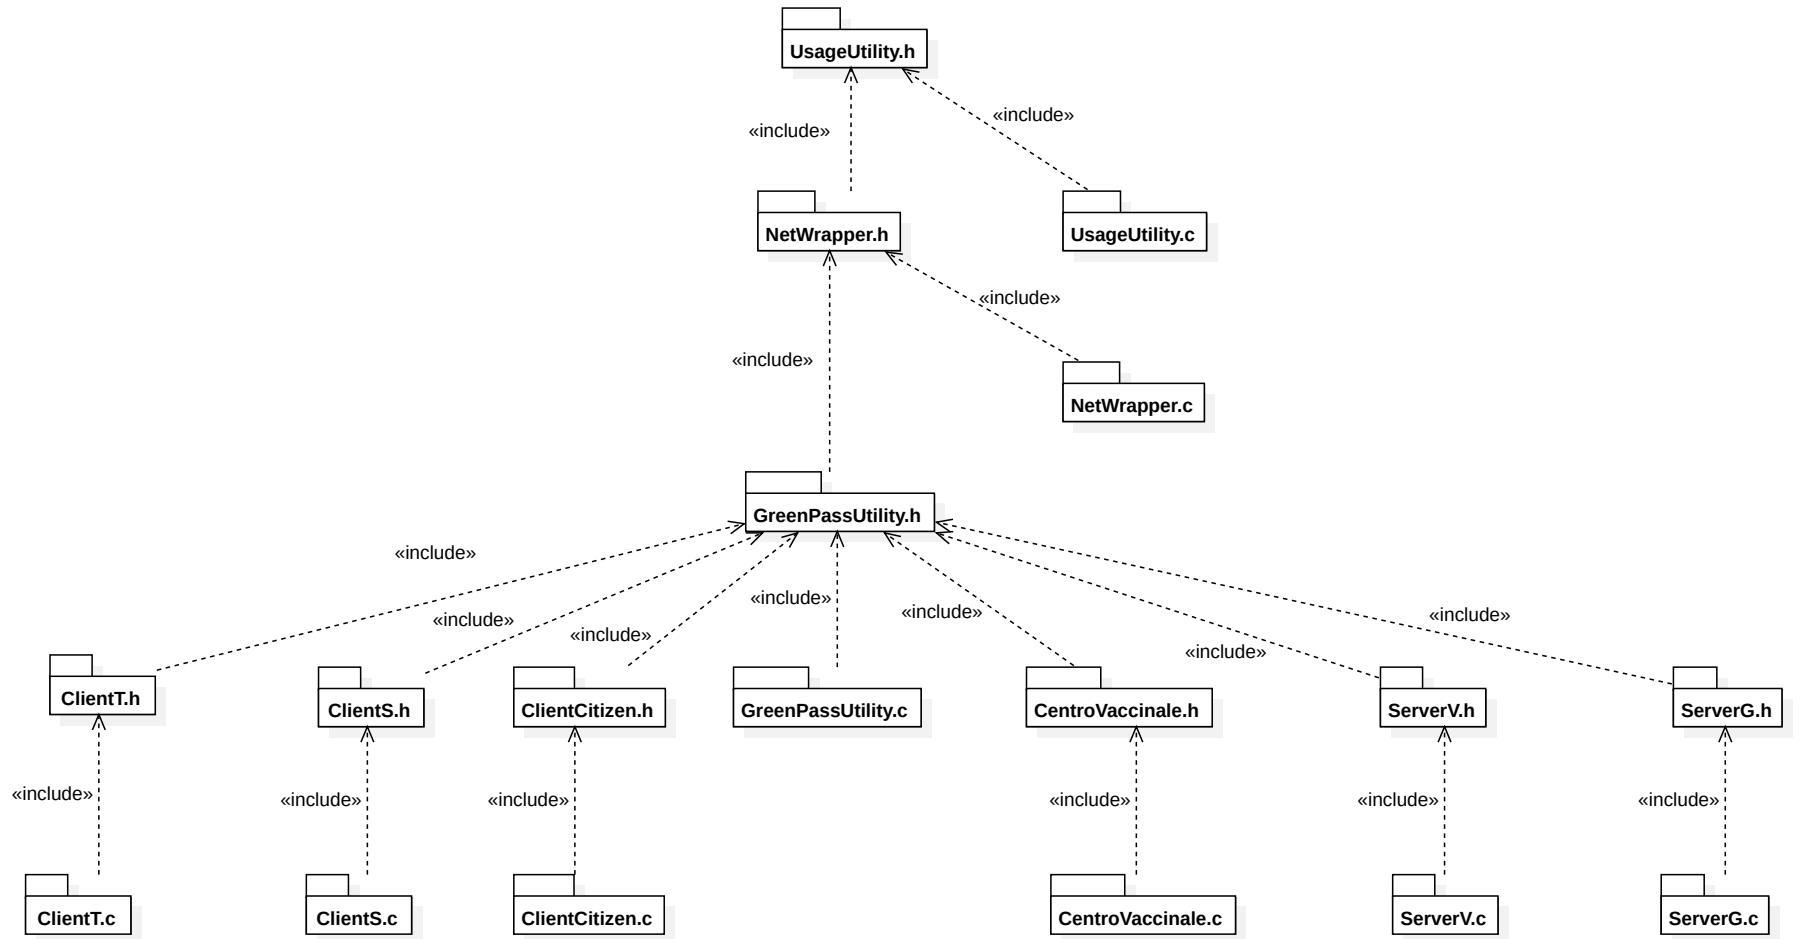 UsageUtility.h
«include»
«include»
NetWrapper.h
UsageUtility.c
«include»
«include»
NetWrapper.c
GreenPassUtility.h
«include»
«include»
«include»
«include»
«include»
«include»
«include»
ClientT.h
ClientS.h
ClientCitizen.h
GreenPassUtility.c
CentroVaccinale.h
ServerV.h
ServerG.h
«include»
«include»
«include»
«include»
«include»
«include»
ClientT.c
ClientS.c
ClientCitizen.c
CentroVaccinale.c
ServerV.c
ServerG.c